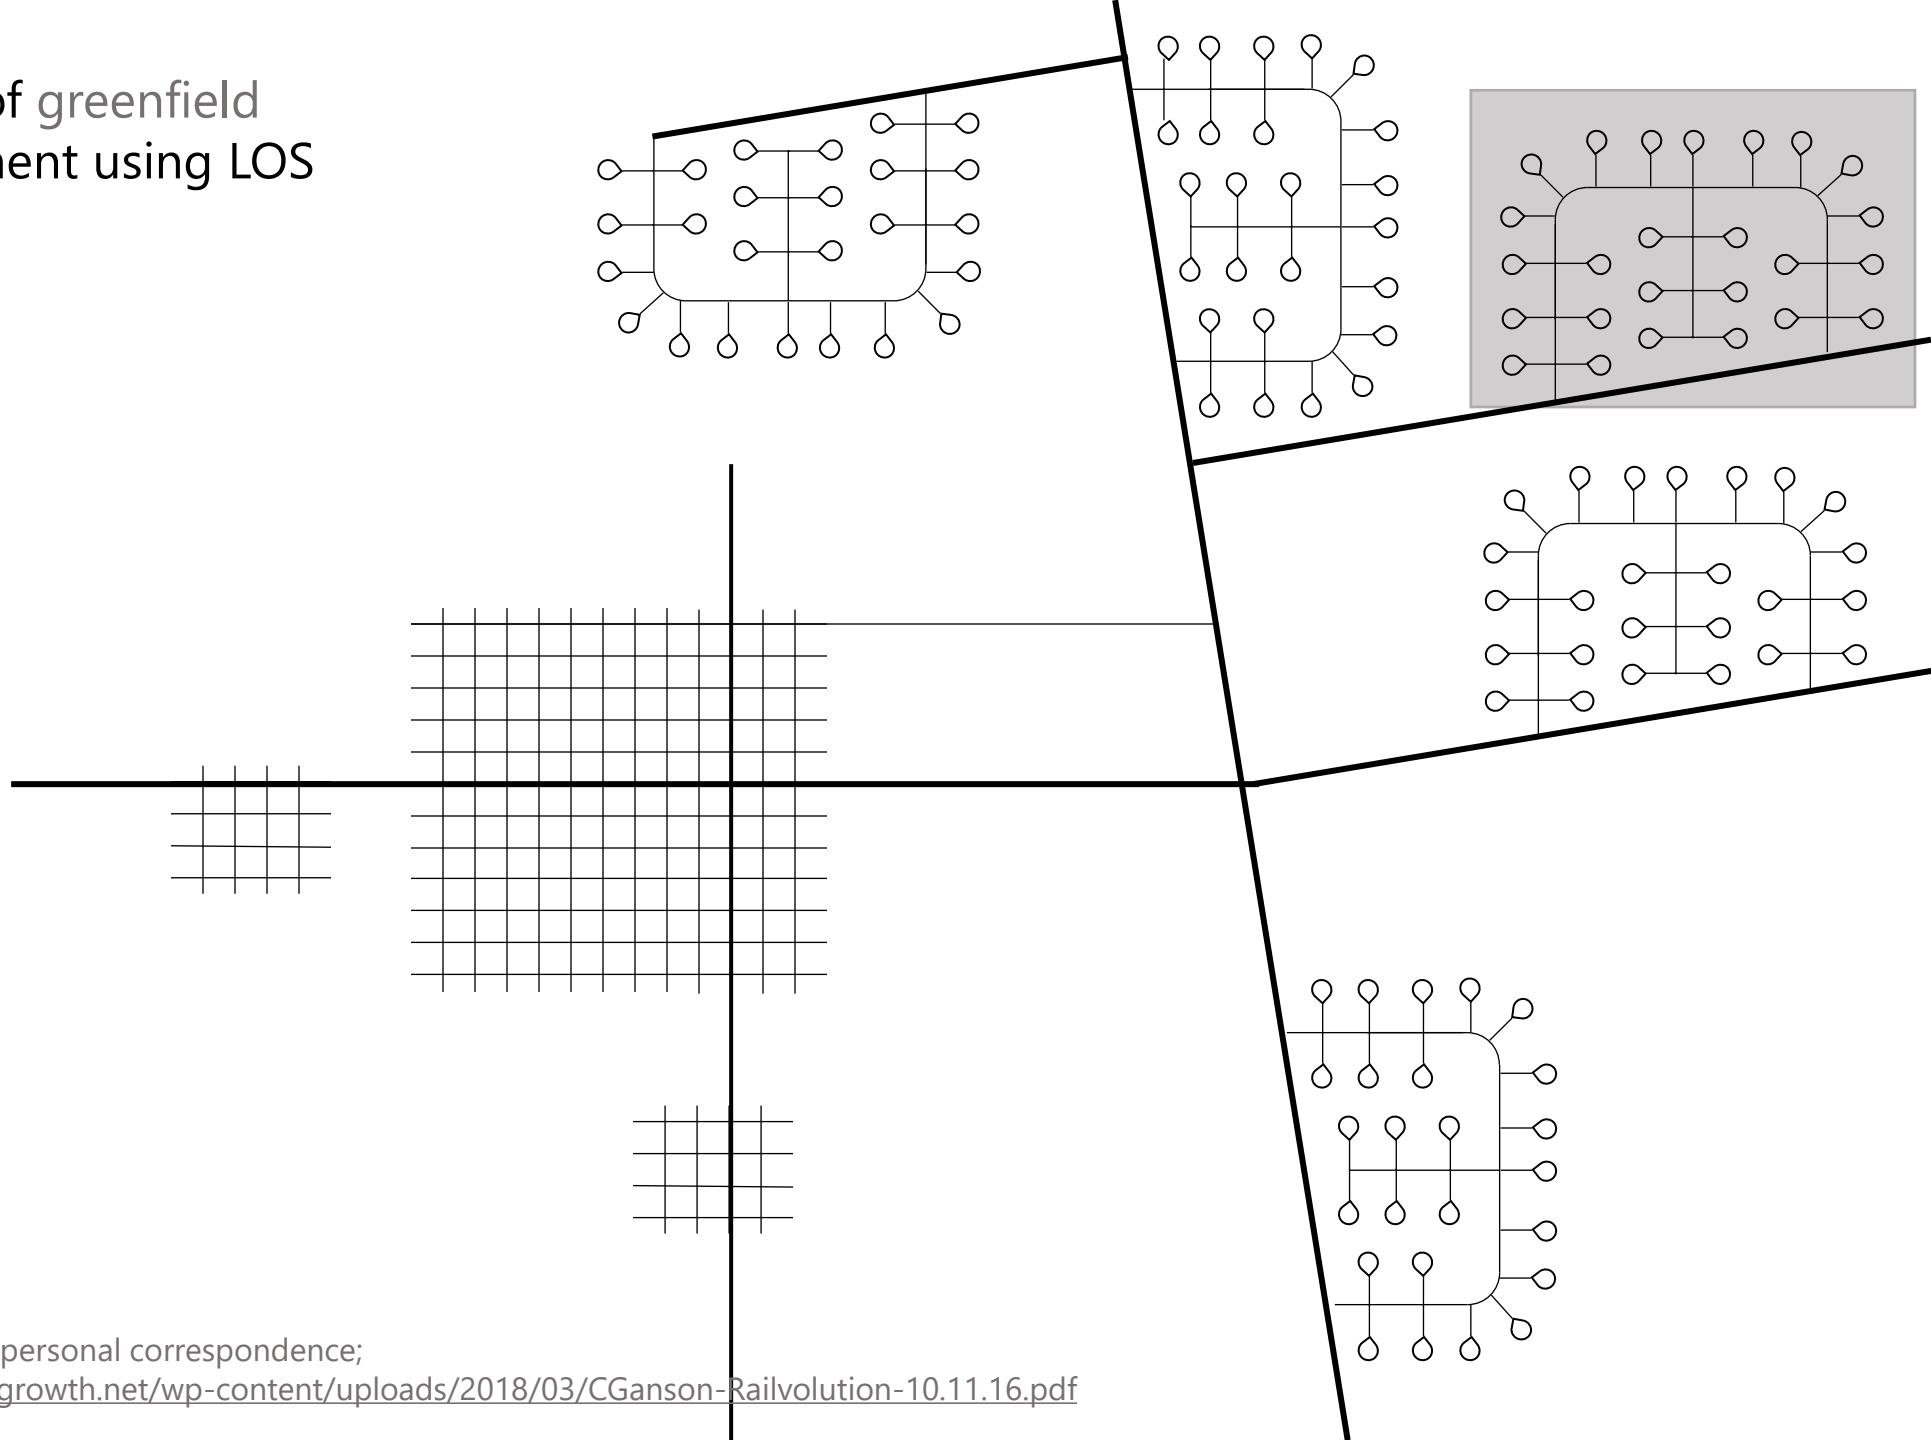 of greenfield
ment using LOS
personal correspondence;
growth.net/wp-content/uploads/2018/03/CGanson-Railvolution-10.11.16.pdf